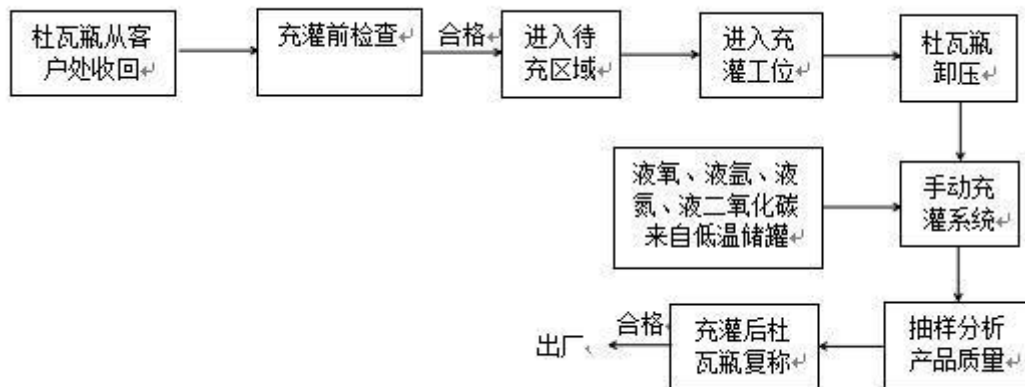 杜瓦瓶从客
户处收回
充灌前检查
合格
进入待
充区域
进入充
灌工位
杜瓦瓶
卸压
液氧、液氩、液
氮、液二氧化碳
来自低温储罐
手动充
灌系统
抽样分析
产品质量
充灌后杜
瓦瓶复称
合格
出厂